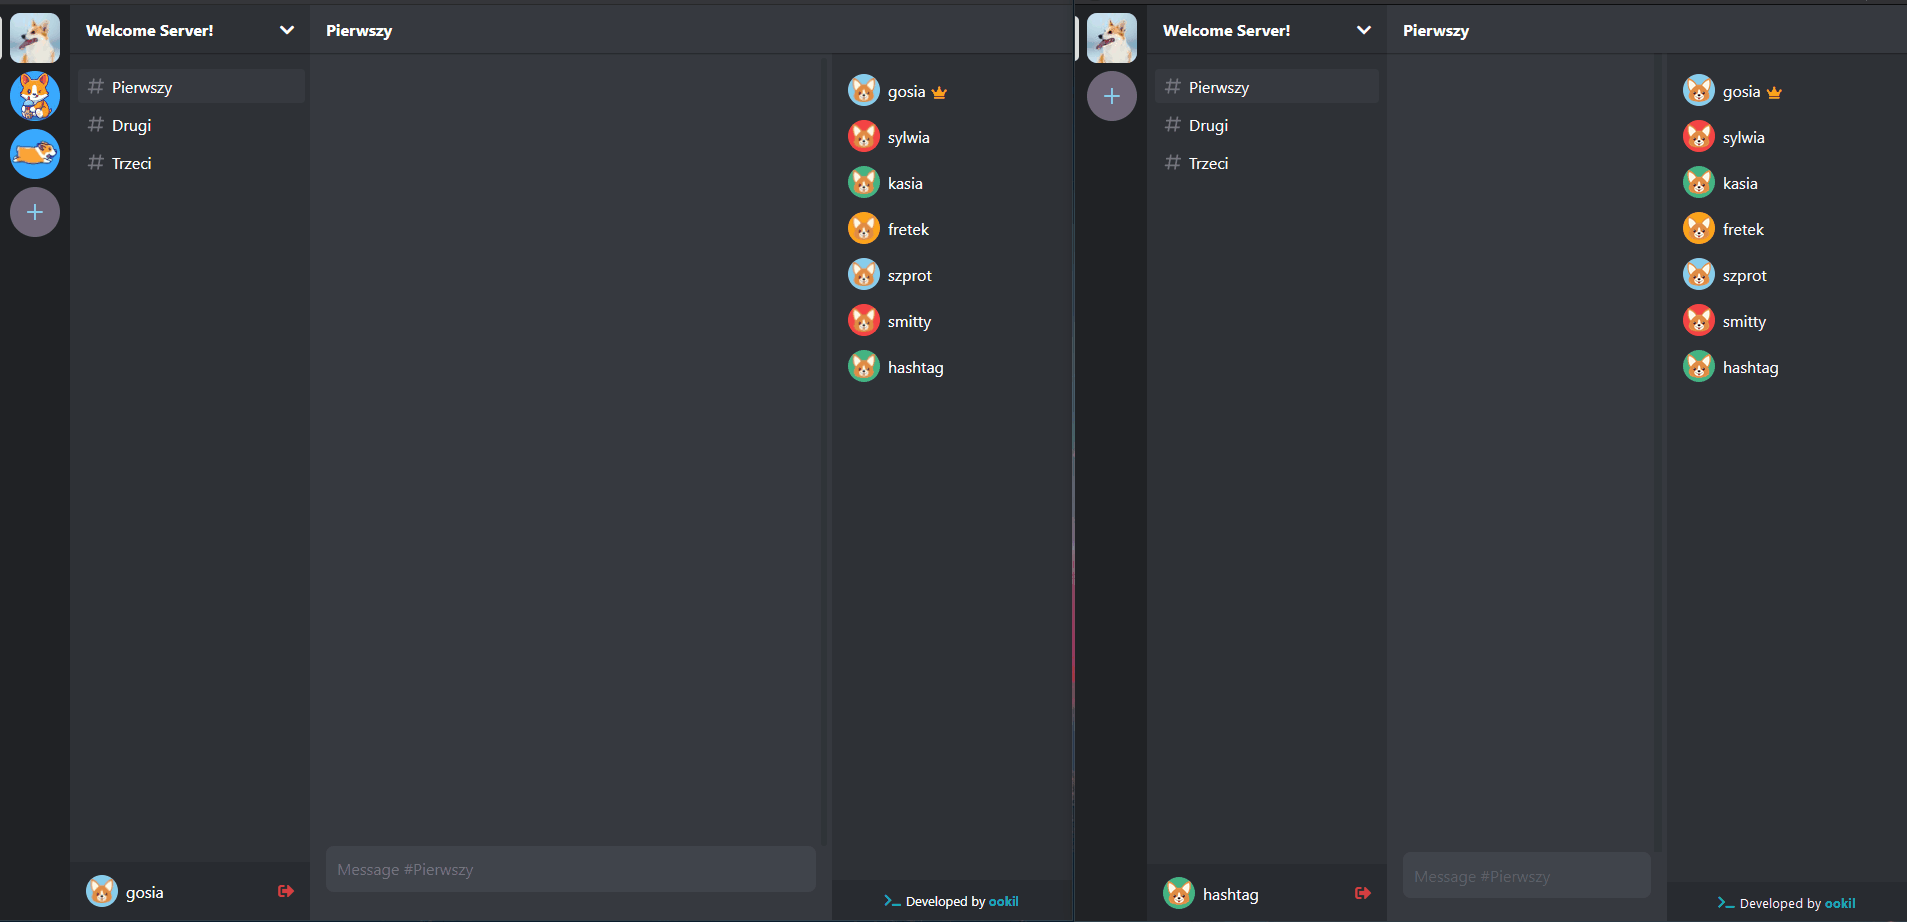 Welcome Server!
Pierwszy
# Pierwszy
# Drugi
# Trzeci
gosia
sylwia
kasia
fretek
szprot
smitty
hashtag
Message #Pierwszy
gosia
>_ Developed by ookil
Welcome Server!
Pierwszy
# Pierwszy
# Drugi
# Trzeci
gosia
sylwia
kasia
fretek
szprot
smitty
hashtag
Message #Pierwszy
hashtag
>_ Developed by ookil